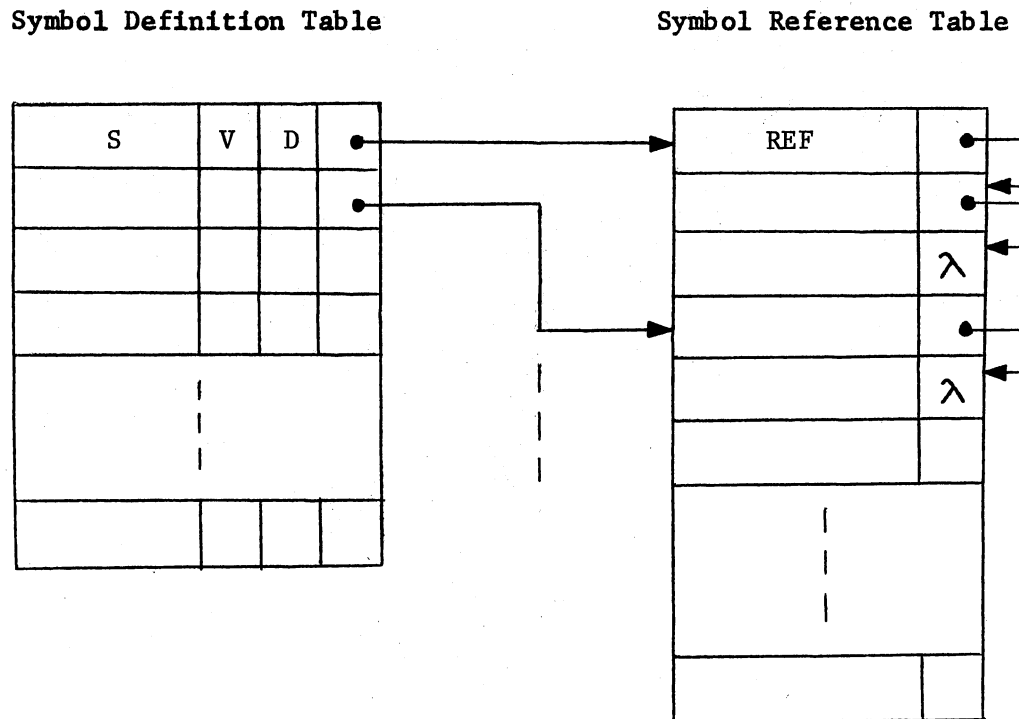 Symbol Definition Table
Symbol Reference Table
S V D
REF
λ
λ